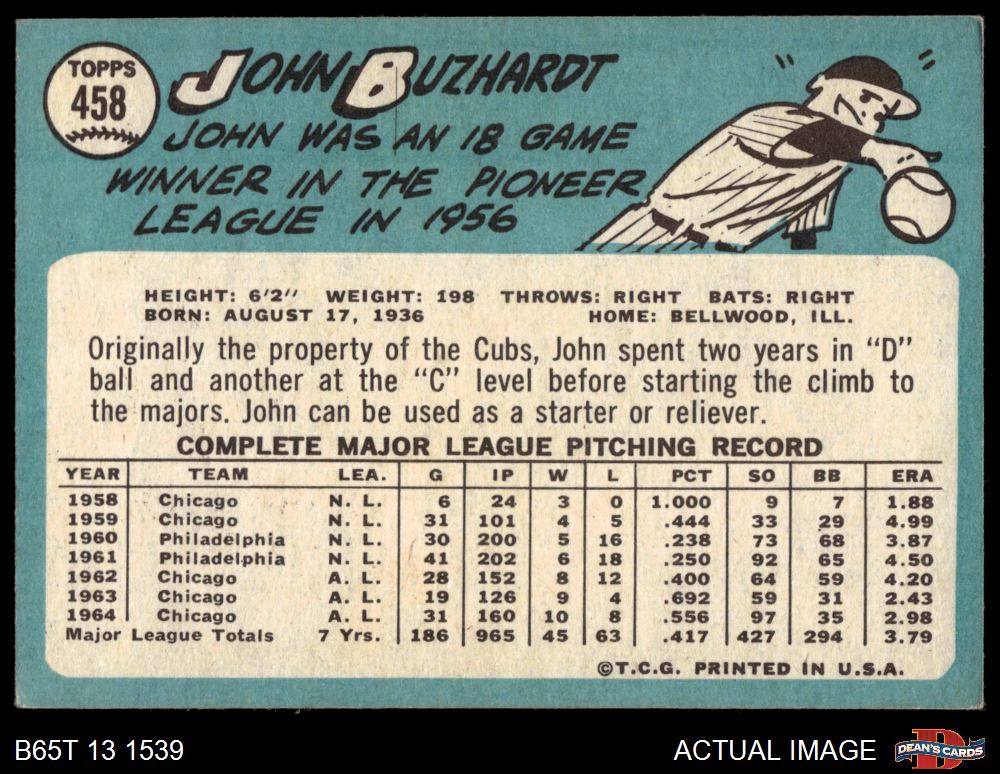 TOPPS
458
JOHN BUZHARDT
JOHN WAS AN 18 GAME
WINNER IN THE PIONEER
LEAGUE IN 1956
HEIGHT: 6'2" WEIGHT: 198 THROWS: RIGHT BATS: RIGHT
BORN: AUGUST 17, 1936 HOME: BELLWOOD, ILL.
Originally the property of the Cubs, John spent two years in "D"
ball and another at the "C" level before starting the climb to
the majors. John can be used as a starter or reliever.
COMPLETE MAJOR LEAGUE PITCHING RECORD
YEAR TEAM LEA. G IP W L PCT SO BB ERA
1958 Chicago N. L. 6 24 3 0 1.000 9 7 1.88
1959 Chicago N. L. 31 101 4 5 .444 33 29 4.99
1960 Philadelphia N. L. 30 200 5 16 .238 73 68 3.87
1961 Philadelphia N. L. 41 202 6 18 .250 92 65 4.50
1962 Chicago A. L. 28 152 8 12 .400 64 59 4.20
1963 Chicago A. L. 19 126 9 4 .692 59 31 2.43
1964 Chicago A. L. 31 160 10 8 .556 97 35 2.98
Major League Totals 7 Yrs. 186 965 45 63 .417 427 294 3.79
©T.C.G. PRINTED IN U.S.A.
B65T 13 1539 ACTUAL IMAGE DEAN'S CARDS